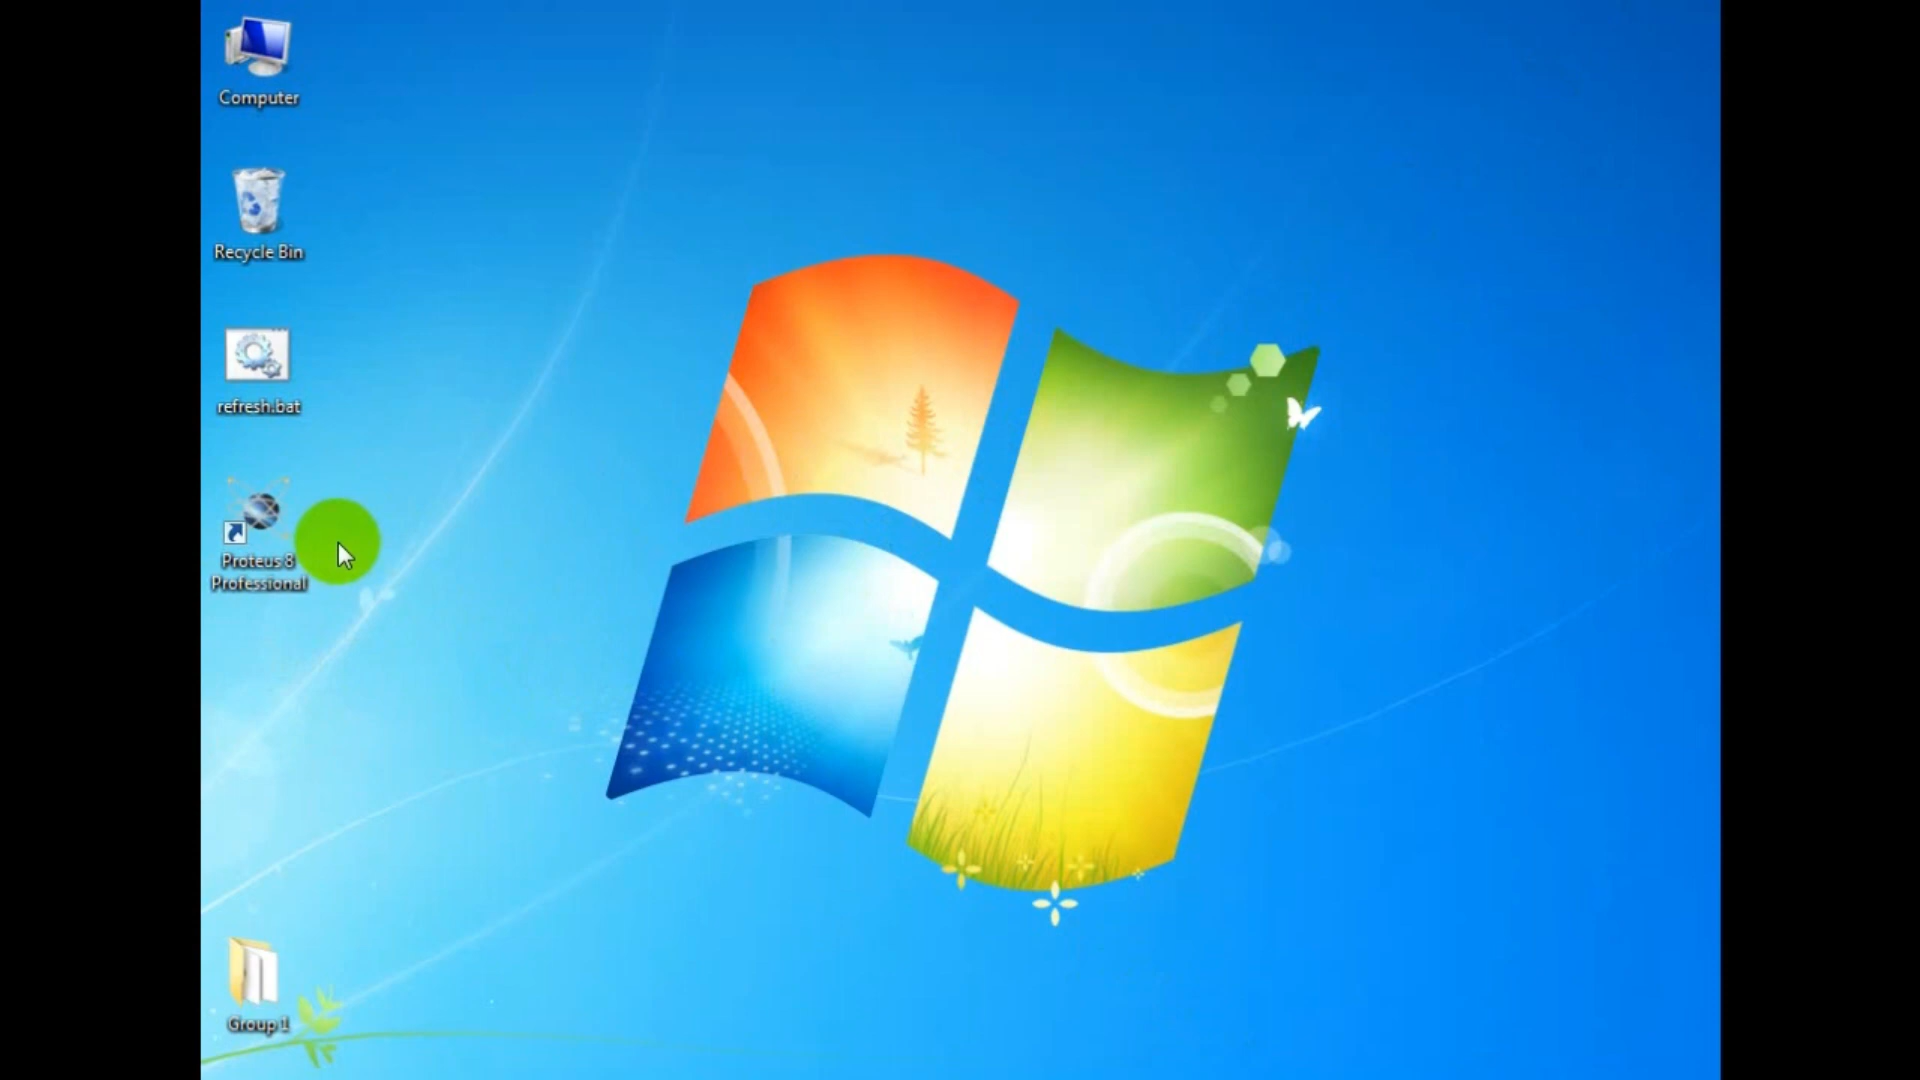 Computer
Recycle Bin
refresh.bat
Proteus 8
Professional
Group 1